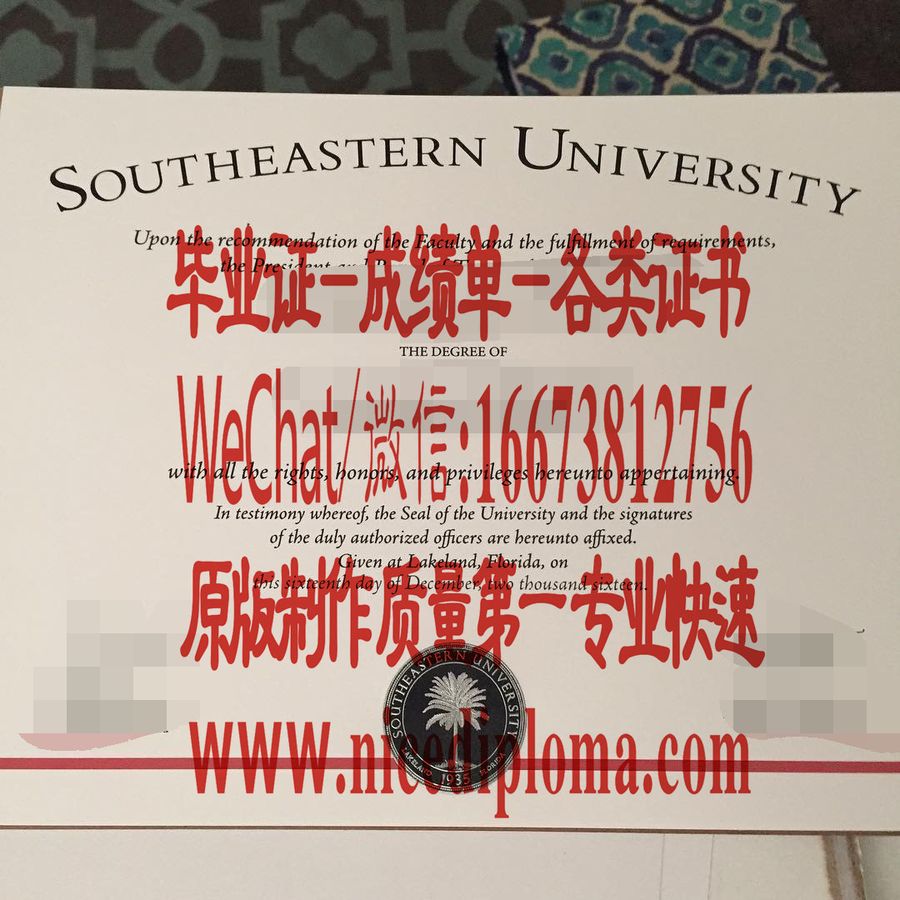 SOUTHEASTERN UNIVERSITY
Upon the recommendation of the Faculty and the fulfillment of requirements,
the President and
毕业证－成绩单－各类证书
THE DEGREE OF
WeChat/微信:16673812756
with all the rights, honors, and privileges hereunto appertaining.
In testimony whereof, the Seal of the University and the signatures
of the duly authorized officers are hereunto affixed.
Given at Lakeland, Florida, on
this sixteenth day of December, two thousand sixteen.
原版制作质量第一专业快速
SOUTHEASTERN UNIVERSITY
LAKELAND 1935 FLORIDA
www.nicediploma.com